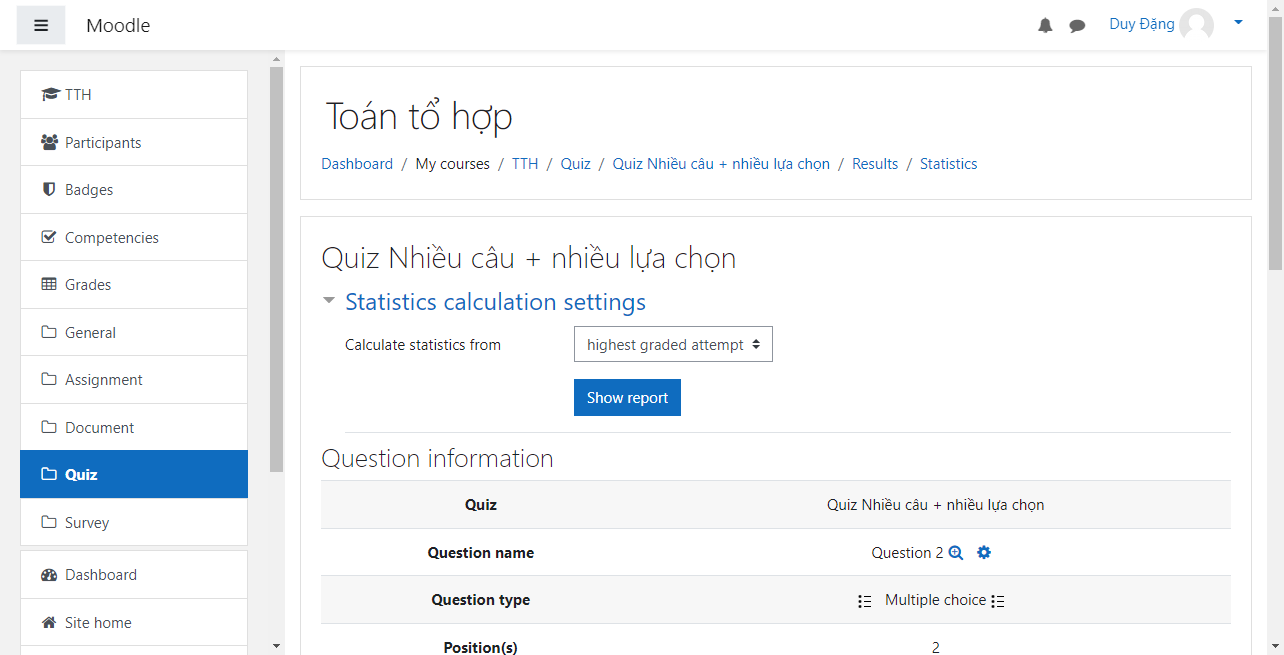 Moodle
Duy Đặng
TTH
Participants
Badges
Competencies
Grades
General
Assignment
Document
Quiz
Survey
Dashboard
Site home
Toán tổ hợp
Dashboard / My courses / TTH / Quiz / Quiz Nhiều câu + nhiều lựa chọn / Results / Statistics
Quiz Nhiều câu + nhiều lựa chọn
Statistics calculation settings
Calculate statistics from highest graded attempt
Show report
Question information
Quiz Quiz Nhiều câu + nhiều lựa chọn
Question name Question 2
Question type Multiple choice
Position(s) 2